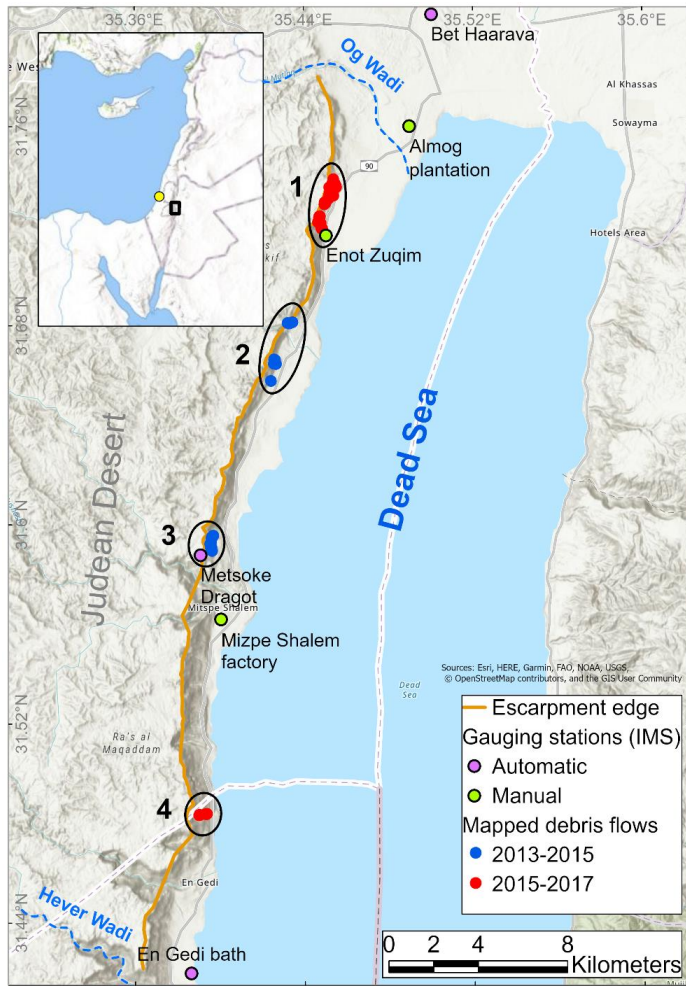 35.36°E
35.44°E
35.52°E
35.6°E
Bet Haarava
Og Wadi
Al Khassas
Sowayma
31.76°N
Almog
plantation
90
1
Hotels Area
Enot Zuqim
31.68°N
2
Dead Sea
Judean Desert
31.6°N
3
Metsoke
Dragot
Mitspe Shalem
Mizpe Shalem
factory
Sources: Esri, HERE, Garmin, FAO, NOAA, USGS,
© OpenStreetMap contributors, and the GIS User Community
Dead
Sea
31.52°N
Ra's al
Maqaddam
Escarpment edge
Gauging stations (IMS)
Automatic
Manual
Mapped debris flows
2013-2015
2015-2017
4
En Gedi
31.44°N
Hever Wadi
En Gedi bath
0 2 4 8
Kilometers